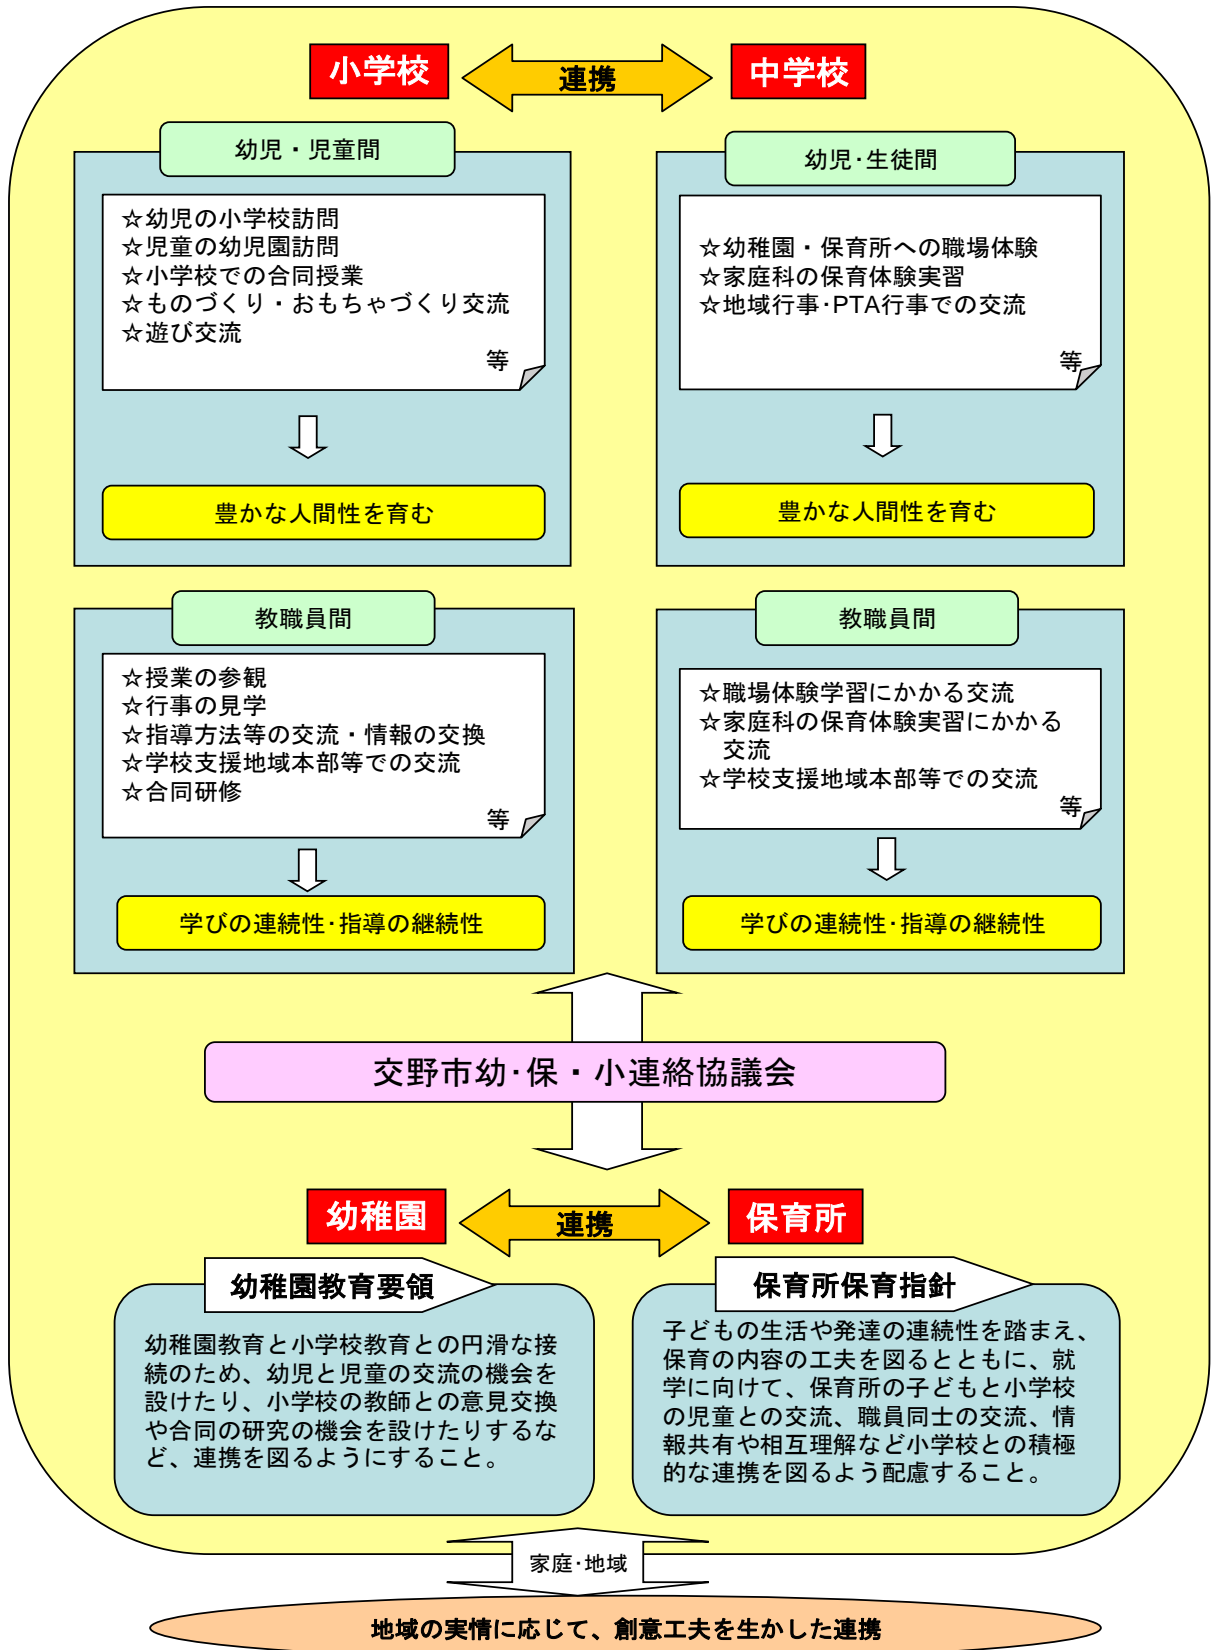 小学校
連携
中学校
幼児・児童間
☆幼児の小学校訪問
☆児童の幼児園訪問
☆小学校での合同授業
☆ものづくり・おもちゃづくり交流
☆遊び交流
等
豊かな人間性を育む
幼児・生徒間
☆幼稚園・保育所への職場体験
☆家庭科の保育体験実習
☆地域行事・PTA行事での交流
等
豊かな人間性を育む
教職員間
☆授業の参観
☆行事の見学
☆指導方法等の交流・情報の交換
☆学校支援地域本部等での交流
☆合同研修
等
学びの連続性・指導の継続性
教職員間
☆職場体験学習にかかる交流
☆家庭科の保育体験実習にかかる
交流
☆学校支援地域本部等での交流
等
学びの連続性・指導の継続性
交野市幼・保・小連絡協議会
幼稚園
連携
保育所
幼稚園教育要領
幼稚園教育と小学校教育との円滑な接
続のため、幼児と児童の交流の機会を
設けたり、小学校の教師との意見交換
や合同の研究の機会を設けたりするな
ど、連携を図るようにすること。
保育所保育指針
子どもの生活や発達の連続性を踏まえ、
保育の内容の工夫を図るとともに、就
学に向けて、保育所の子どもと小学校
の児童との交流、職員同士の交流、情
報共有や相互理解など小学校との積極
的な連携を図るよう配慮すること。
家庭・地域
地域の実情に応じて、創意工夫を生かした連携